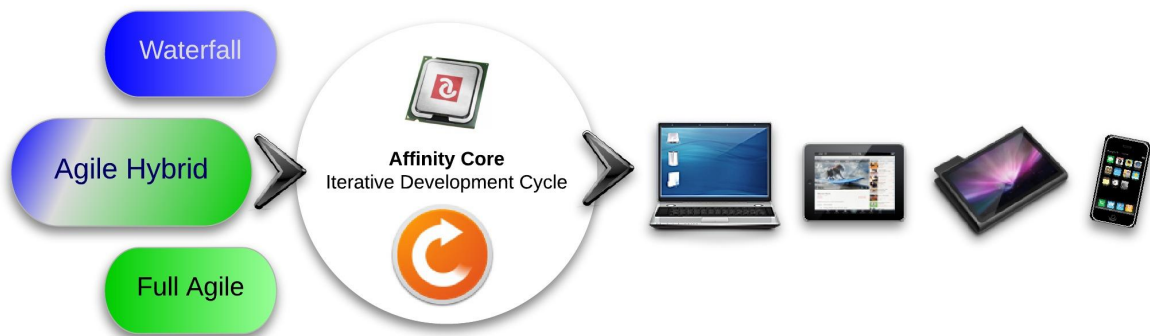 Waterfall
Agile Hybrid
Full Agile
Affinity Core
Iterative Development Cycle